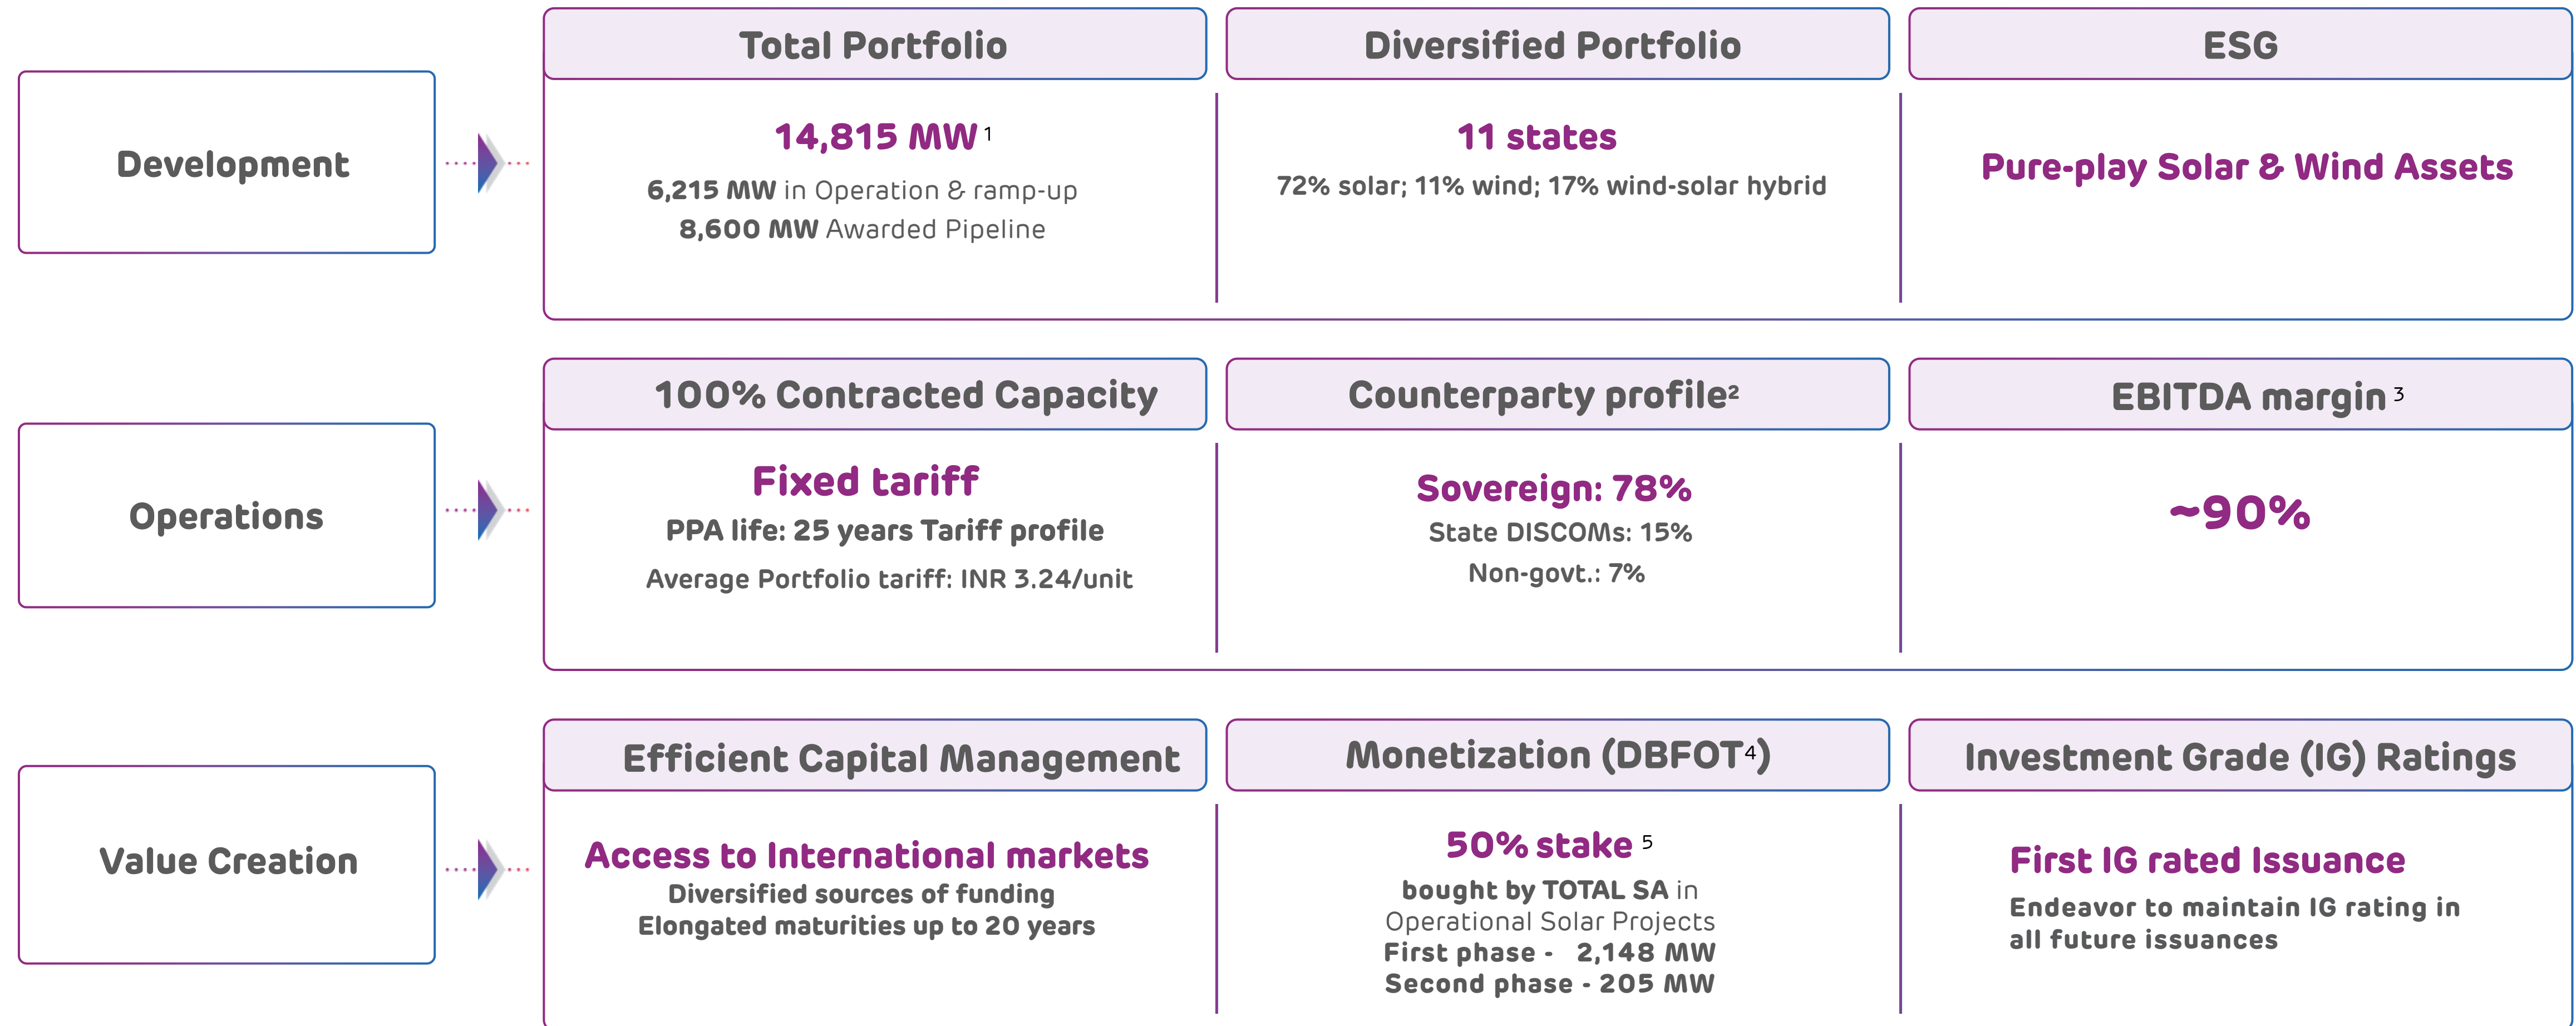 Development
Total Portfolio
14,815 MW 1
6,215 MW in Operation & ramp-up
8,600 MW Awarded Pipeline
Diversified Portfolio
11 states
72% solar; 11% wind; 17% wind-solar hybrid
ESG
Pure-play Solar & Wind Assets
Operations
100% Contracted Capacity
Fixed tariff
PPA life: 25 years Tariff profile
Average Portfolio tariff: INR 3.24/unit
Counterparty profile²
Sovereign: 78%
State DISCOMs: 15%
Non-govt.: 7%
EBITDA margin 3
~90%
Value Creation
Efficient Capital Management
Access to International markets
Diversified sources of funding
Elongated maturities up to 20 years
Monetization (DBFOT4)
50% stake 5
bought by TOTAL SA in
Operational Solar Projects
First phase - 2,148 MW
Second phase - 205 MW
Investment Grade (IG) Ratings
First IG rated Issuance
Endeavor to maintain IG rating in
all future issuances